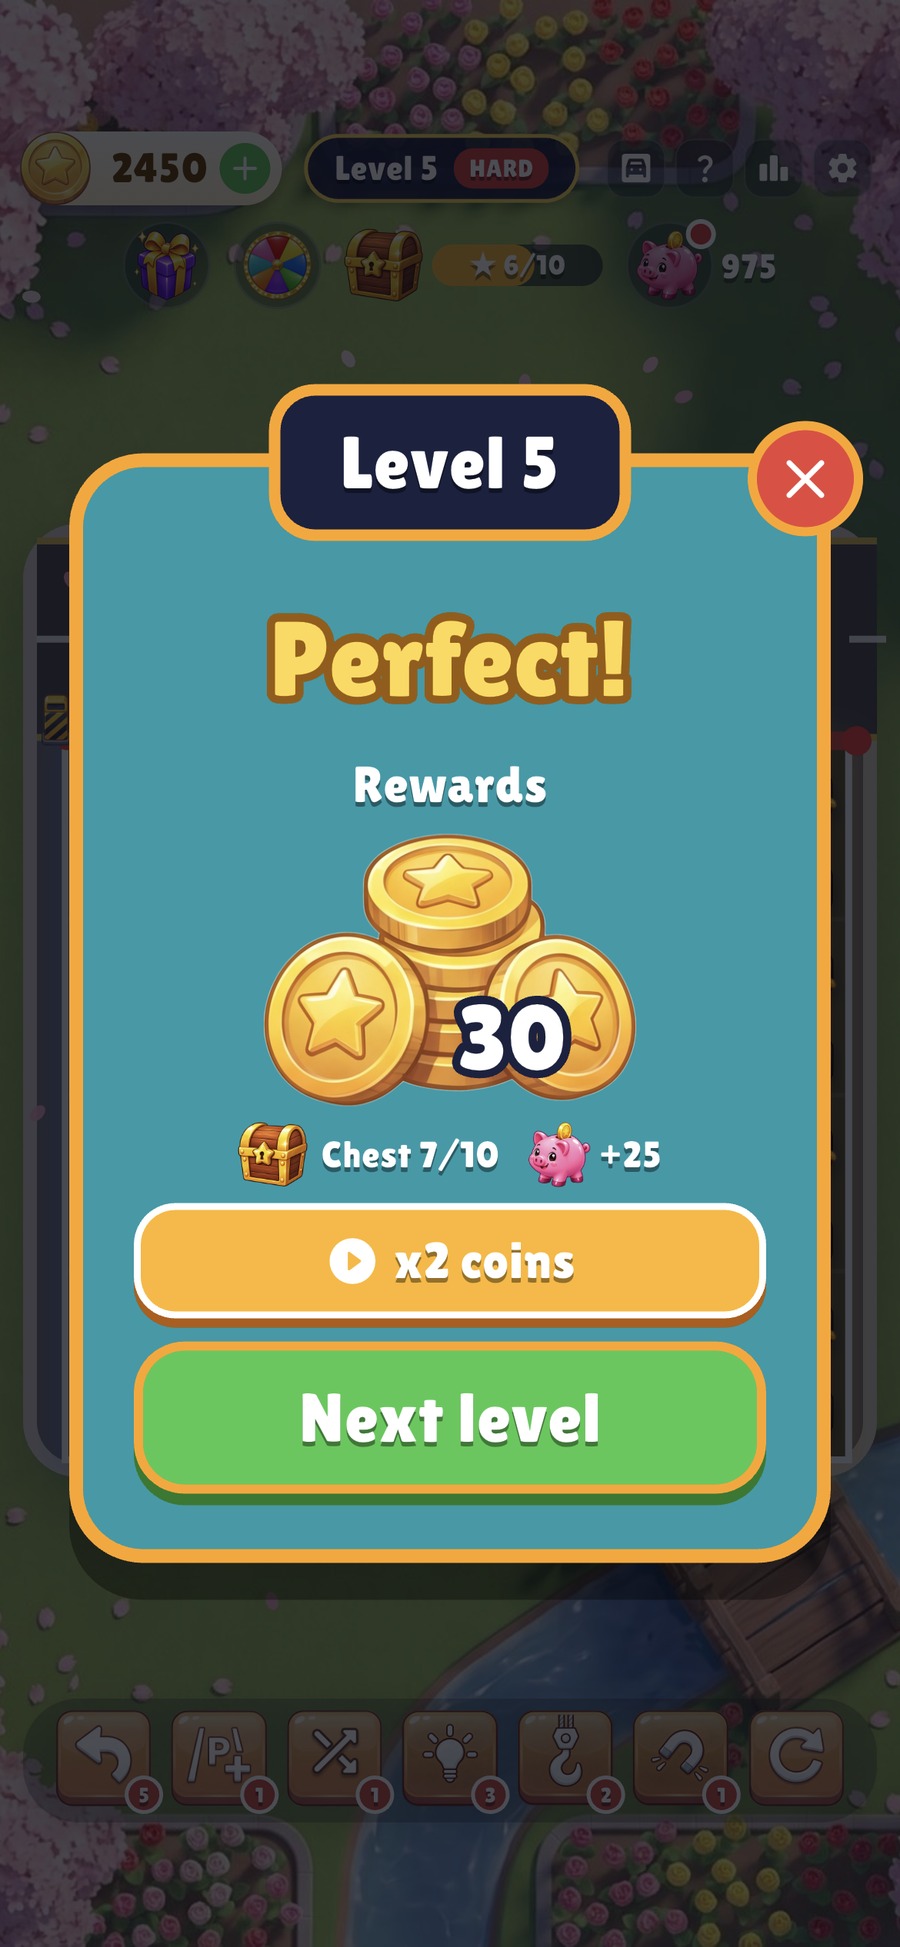 2450
Level 5 HARD
?
6/10
975
Level 5
Perfect!
Rewards
30
Chest 7/10 +25
x2 coins
Next level
/P\+
5 1 1 3 2 1